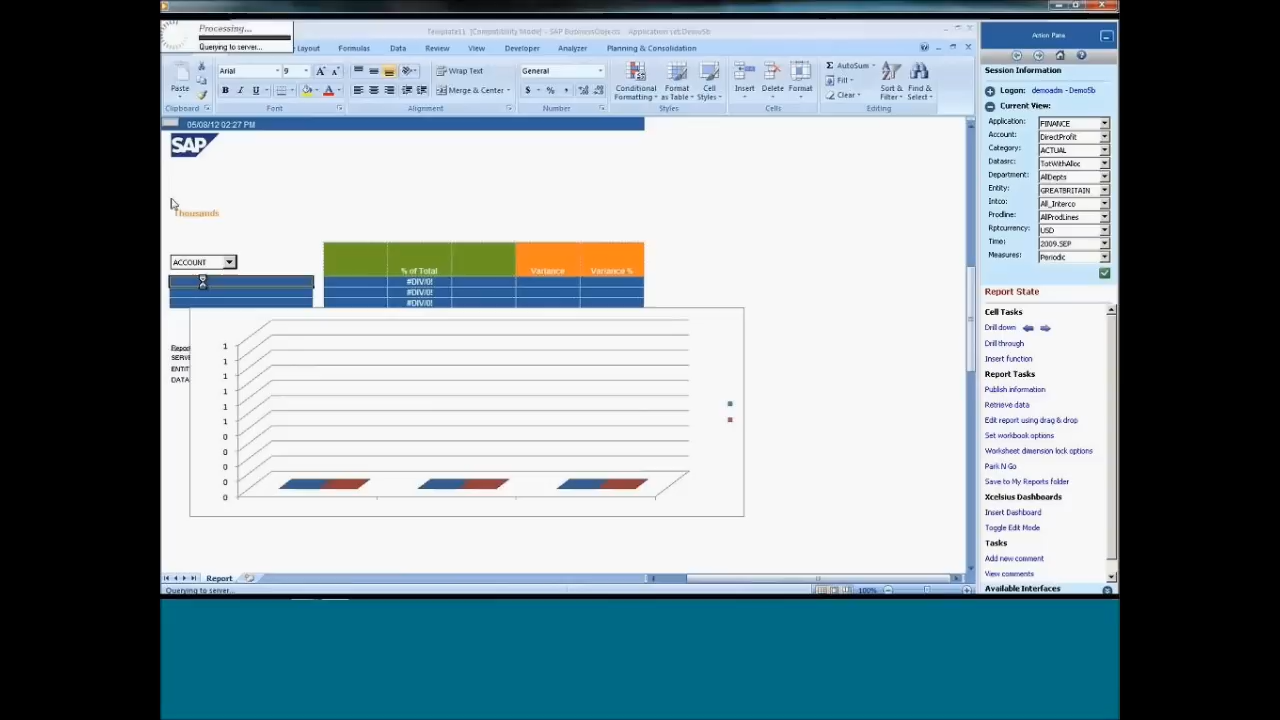 Processing...
Querying to server...
Template11 [Compatibility Mode] - SAP BusinessObjects
Layout Formulas Data Review View Developer Analyzer Planning & Consolidation
Paste
Arial 9
B I U
Wrap Text
Merge & Center
General
$ % ,
Conditional Formatting
Format as Table
Cell Styles
Insert
Delete
Format
Σ AutoSum
Fill
Clear
Sort & Filter
Find & Select
Clipboard Font Alignment Number Styles Cells Editing
05/08/12 02:27 PM
SAP
Thousands
ACCOUNT
% of Total Variance Variance %
#DIV/0!
#DIV/0!
#DIV/0!
Repor
SERV
ENTIT
DATA
1
1
1
1
1
1
0
0
0
0
0
Report
Querying to server...
100%
Action Pane
Session Information
Logon: demoadm - DemoSb
Current View:
Application: FINANCE
Account: DirectProfit
Category: ACTUAL
Datasrc: TotWithAlloc
Department: AllDepts
Entity: GREATBRITAIN
Intco: All_Interco
Prodline: AllProdLines
Rptcurrency: USD
Time: 2009.SEP
Measures: Periodic
Report State
Cell Tasks
Drill down
Drill through
Insert function
Report Tasks
Publish information
Retrieve data
Edit report using drag & drop
Set workbook options
Worksheet dimension lock options
Park N Go
Save to My Reports folder
Xcelsius Dashboards
Insert Dashboard
Toggle Edit Mode
Tasks
Add new comment
View comments
Available Interfaces